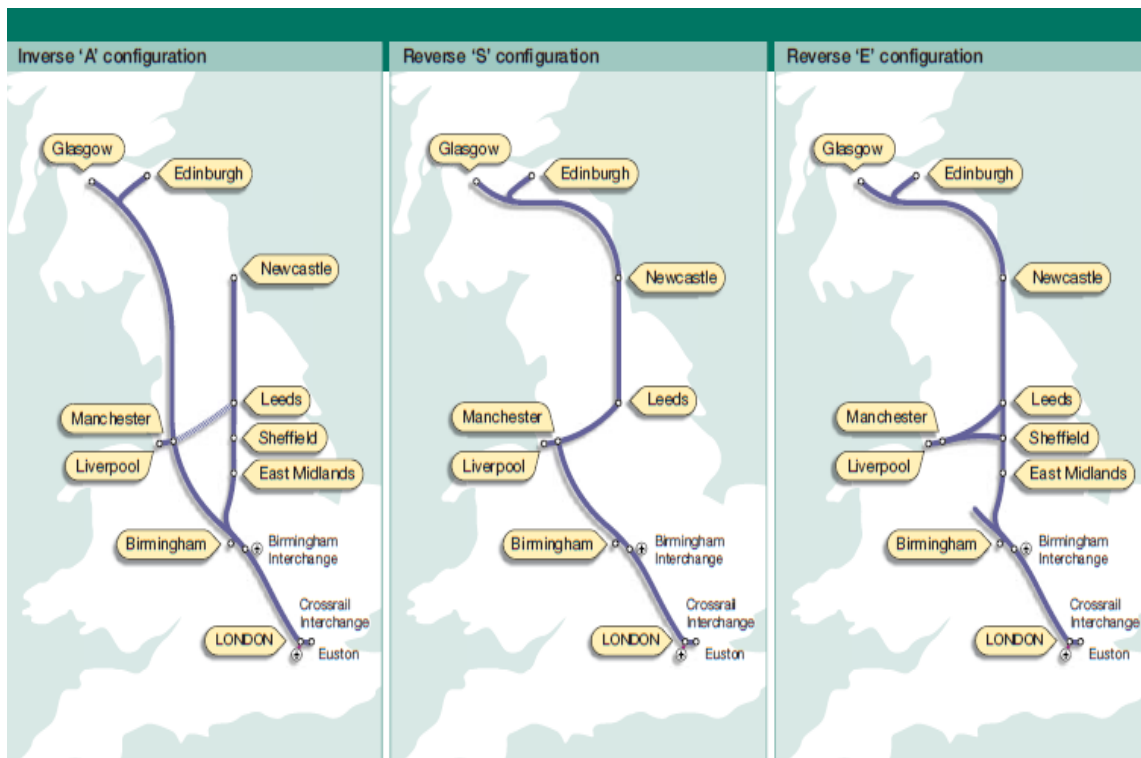 Inverse ‘A’ configuration
Glasgow
Edinburgh
Newcastle
Leeds
Manchester
Sheffield
Liverpool
East Midlands
Birmingham
Birmingham
Interchange
Crossrail
Interchange
LONDON
Euston
Reverse ‘S’ configuration
Glasgow
Edinburgh
Newcastle
Leeds
Manchester
Liverpool
Birmingham
Birmingham
Interchange
Crossrail
Interchange
LONDON
Euston
Reverse ‘E’ configuration
Glasgow
Edinburgh
Newcastle
Leeds
Manchester
Sheffield
Liverpool
East Midlands
Birmingham
Birmingham
Interchange
Crossrail
Interchange
LONDON
Euston